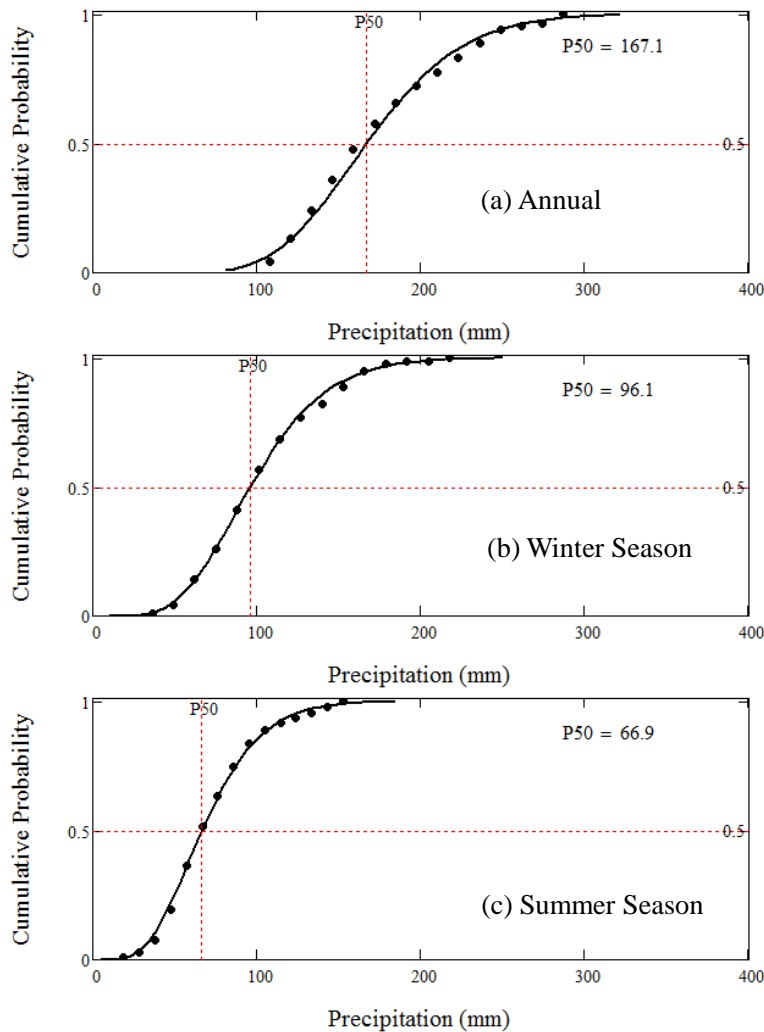 P50
1
P50 = 167.1
Cumulative Probability
0.5
0.5
(a) Annual
0
0 100 200 300 400
Precipitation (mm)
1
P50
P50 = 96.1
Cumulative Probability
0.5
0.5
(b) Winter Season
0
0 100 200 300 400
Precipitation (mm)
1
P50
P50 = 66.9
Cumulative Probability
0.5
0.5
(c) Summer Season
0
0 100 200 300 400
Precipitation (mm)